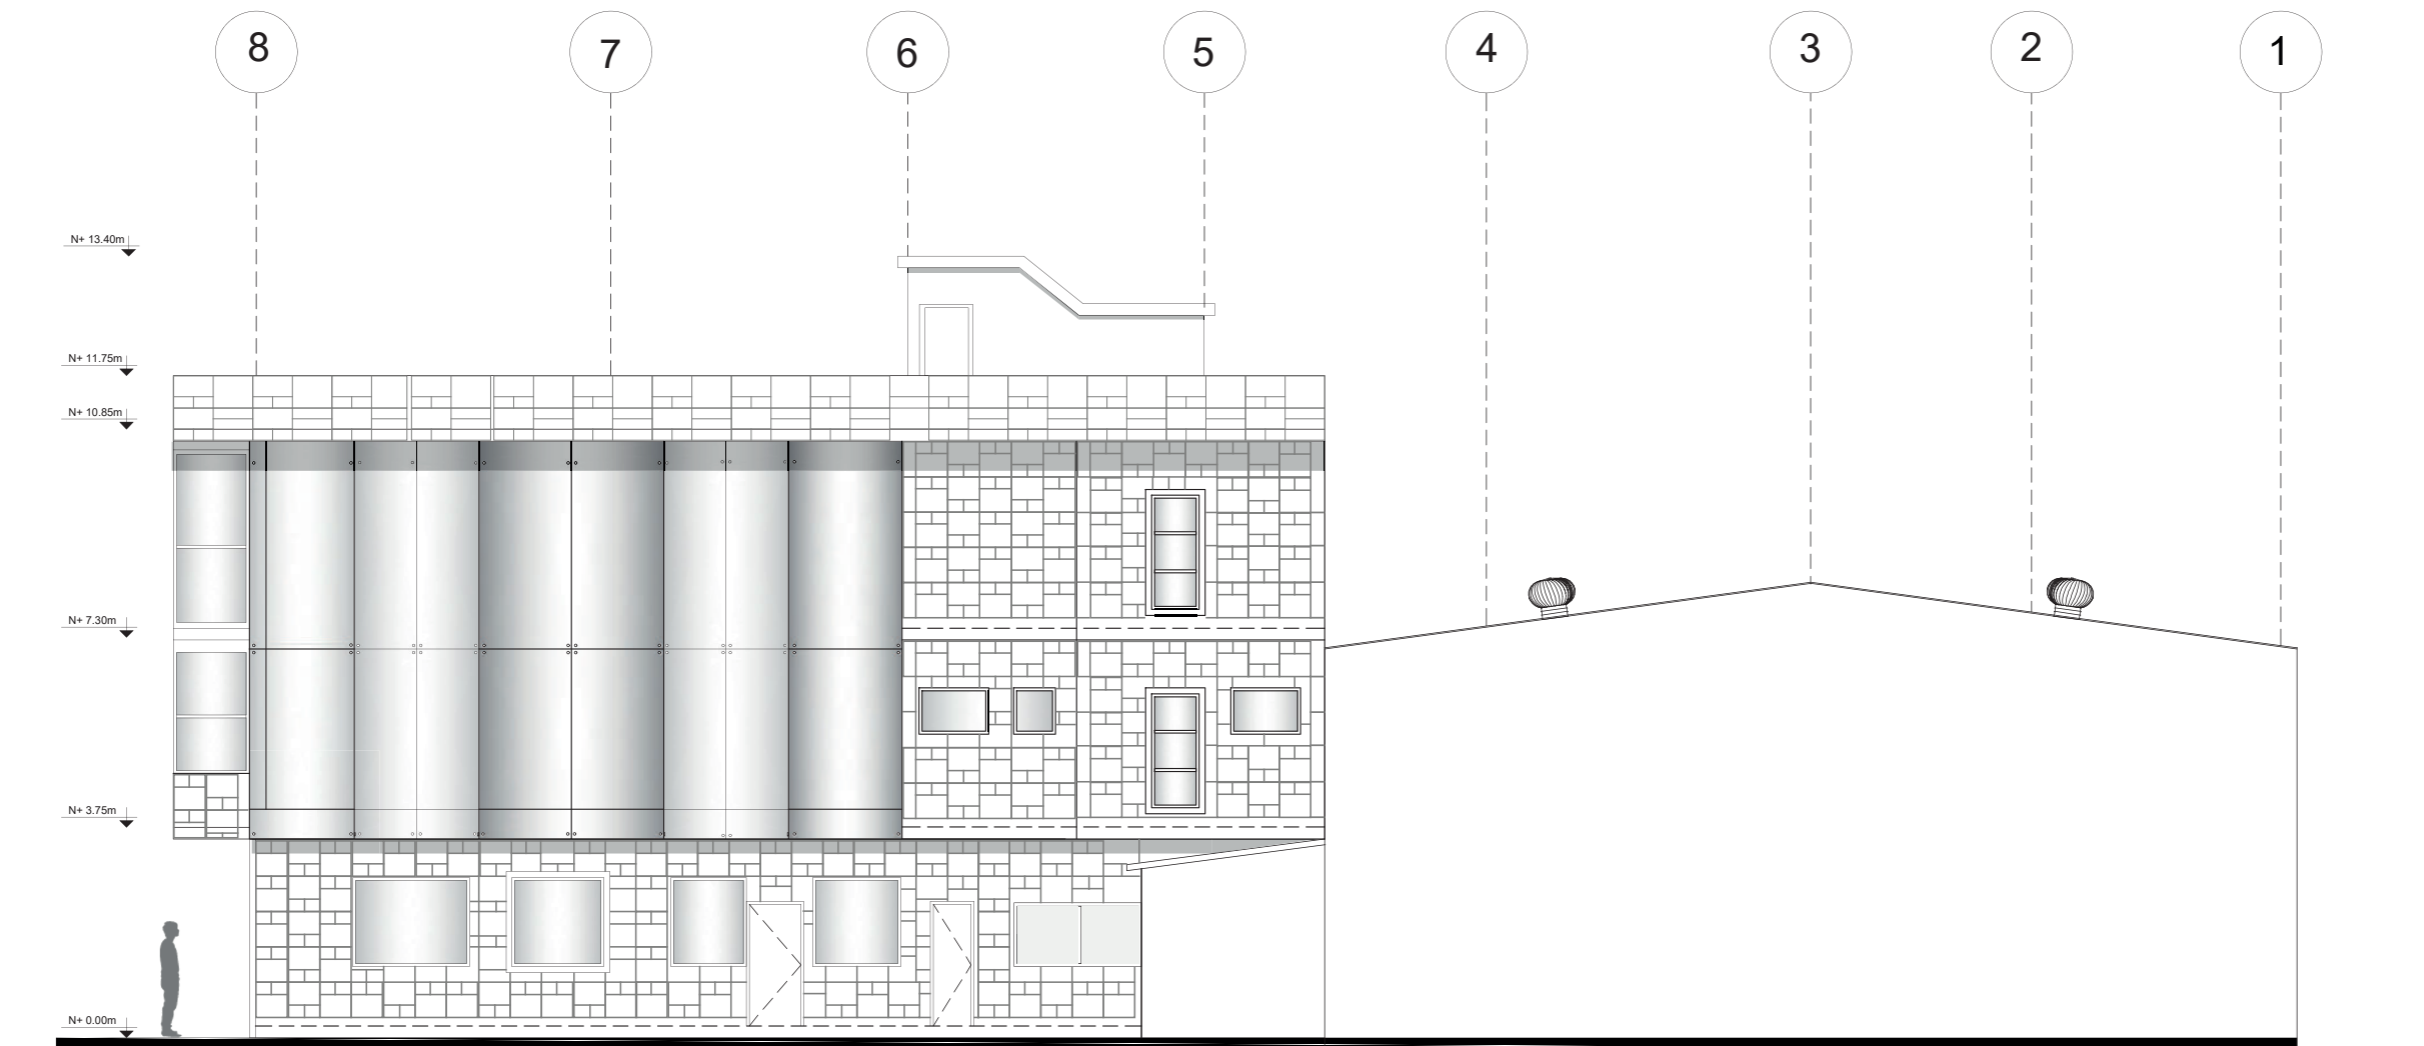 8 7 6 5 4 3 2 1
N+ 13.40m
N+ 11.75m
N+ 10.85m
N+ 7.30m
N+ 3.75m
N+ 0.00m